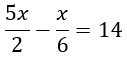 5x/2 − x/6 = 14